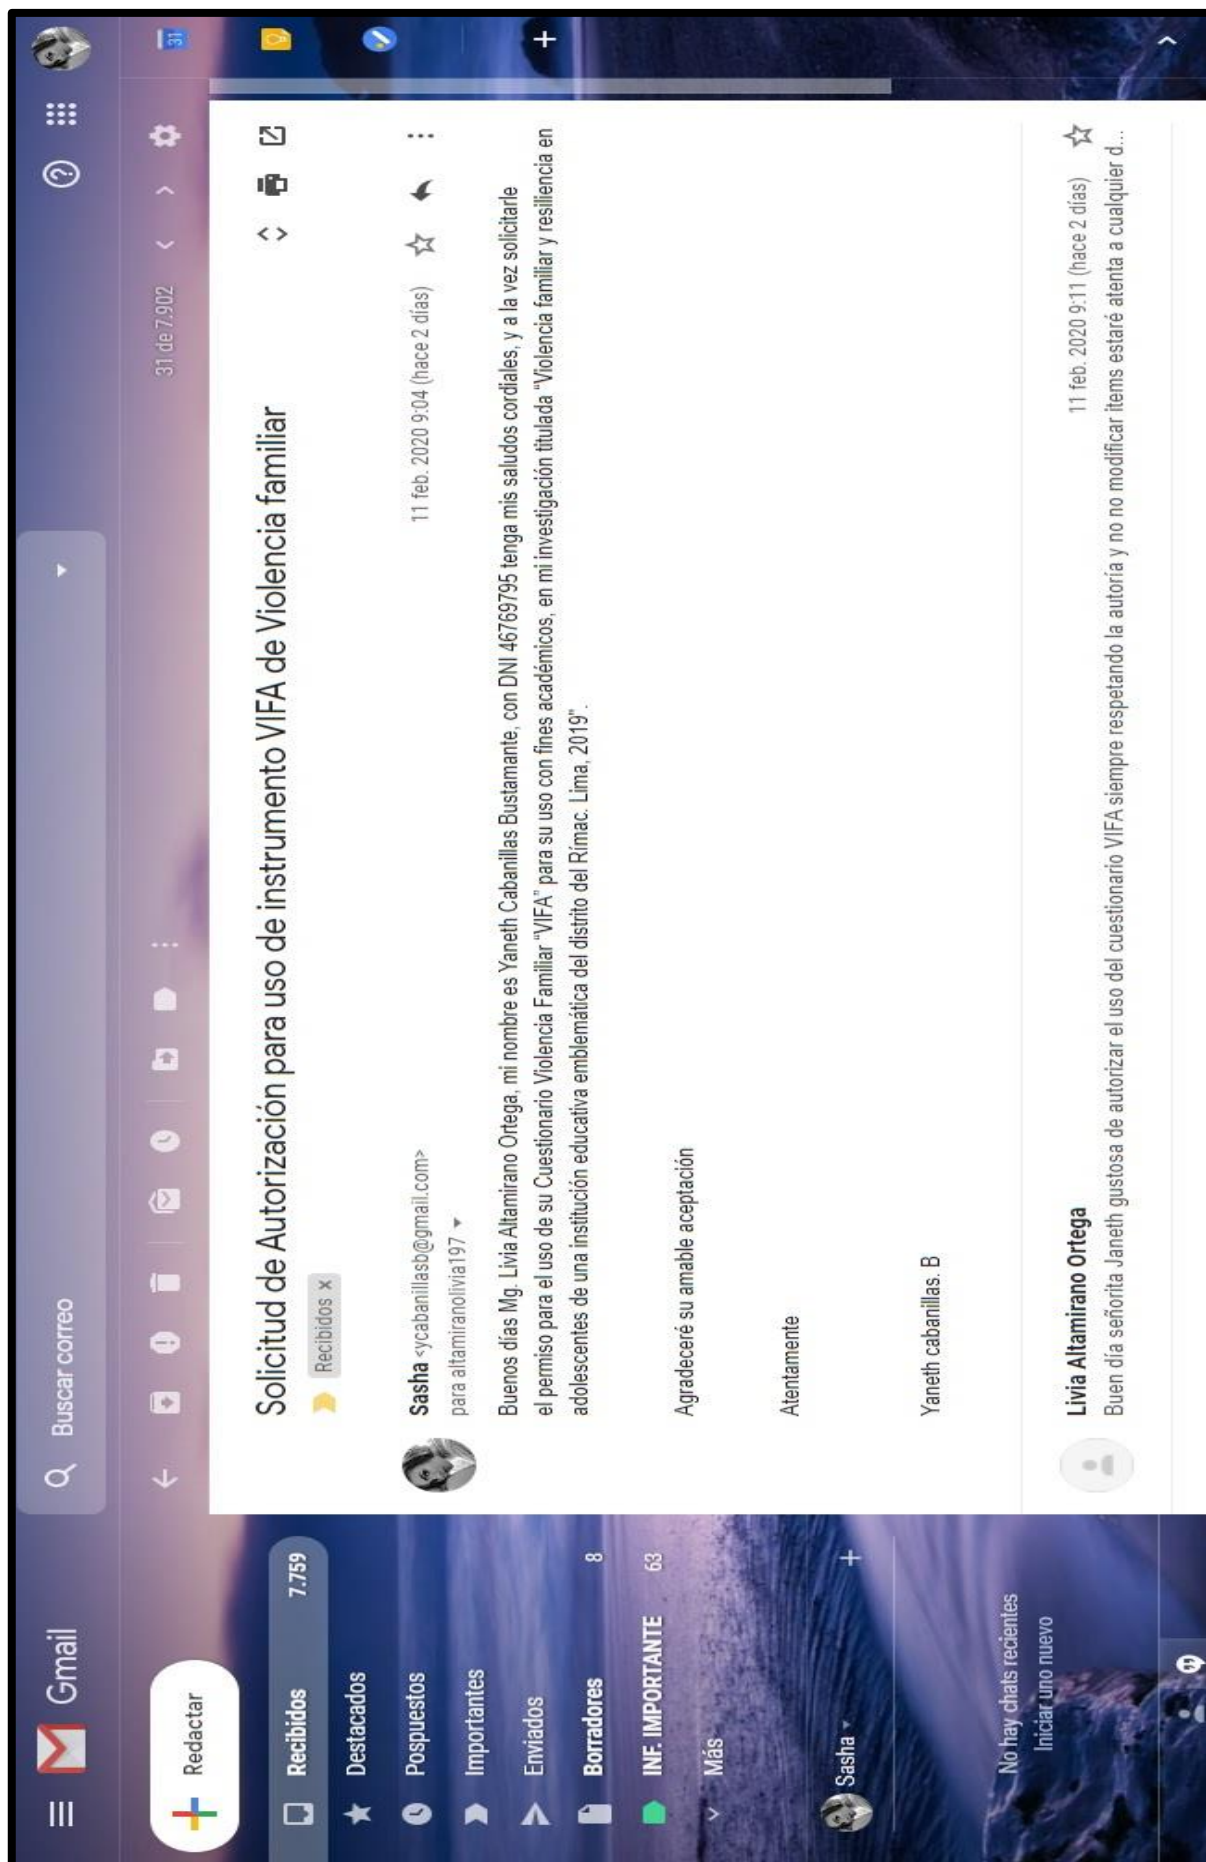 Gmail
Buscar correo
Redactar
31 de 7.902
31
Recibidos 7.759
Destacados
Pospuestos
Importantes
Enviados
Borradores 8
INF. IMPORTANTE 63
Más
Sasha
No hay chats recientes
Iniciar uno nuevo
Solicitud de Autorización para uso de instrumento VIFA de Violencia familiar
Recibidos x
Sasha <ycabanillasb@gmail.com> 11 feb. 2020 9:04 (hace 2 días)
para altamiranolivia197
Buenos días Mg. Livia Altamirano Ortega, mi nombre es Yaneth Cabanillas Bustamante, con DNI 46769795 tenga mis saludos cordiales, y a la vez solicitarle
el permiso para el uso de su Cuestionario Violencia Familiar "VIFA" para su uso con fines académicos, en mi investigación titulada "Violencia familiar y resiliencia en
adolescentes de una institución educativa emblemática del distrito del Rímac. Lima, 2019".
Agradeceré su amable aceptación
Atentamente
Yaneth cabanillas. B
Livia Altamirano Ortega 11 feb. 2020 9:11 (hace 2 días)
Buen día señorita Janeth gustosa de autorizar el uso del cuestionario VIFA siempre respetando la autoría y no no modificar items estaré atenta a cualquier d...